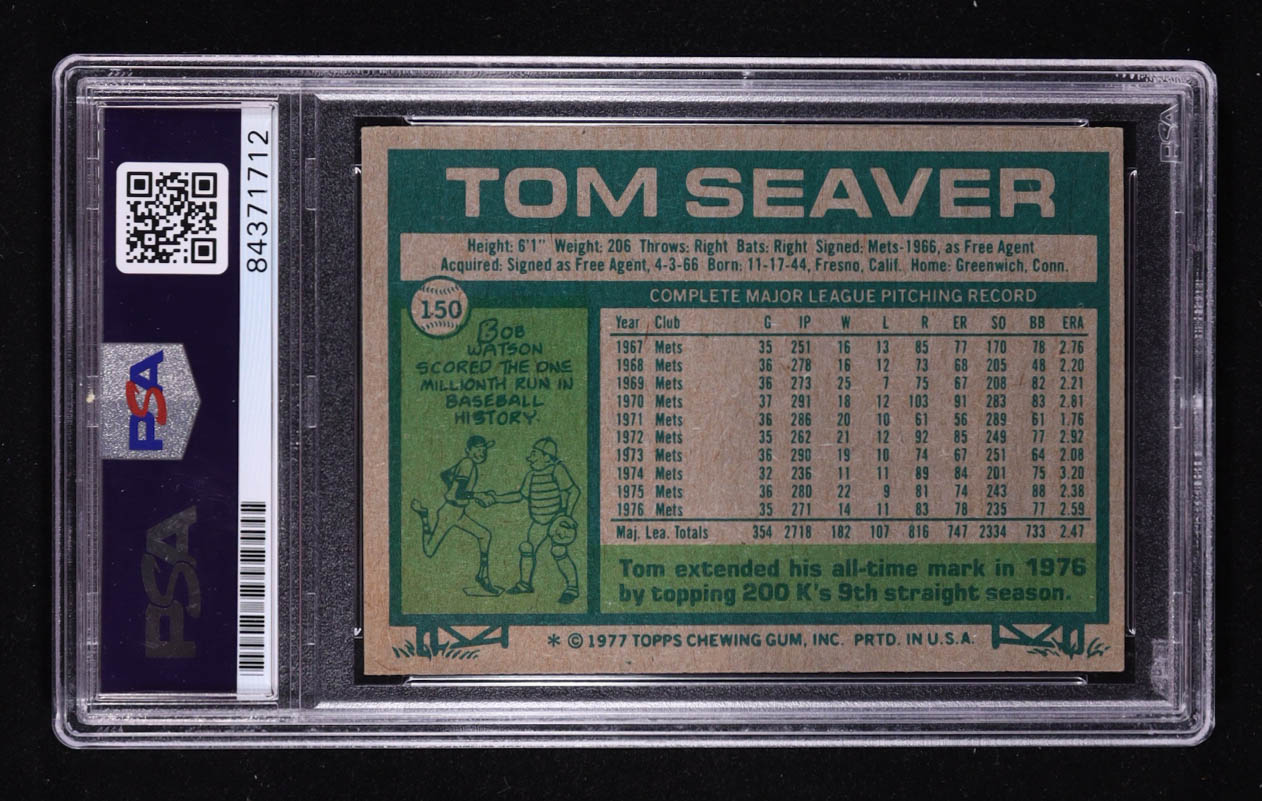 84371712
PSA
PSA
PSA
TOM SEAVER
Height: 6'1" Weight: 206 Throws: Right Bats: Right Signed: Mets-1966, as Free Agent
Acquired: Signed as Free Agent, 4-3-66 Born: 11-17-44, Fresno, Calif. Home: Greenwich, Conn.
150
BOB
WATSON
SCORED THE ONE
MILLIONTH RUN IN
BASEBALL
HISTORY.
COMPLETE MAJOR LEAGUE PITCHING RECORD
Year Club G IP W L R ER SO BB ERA
1967 Mets 35 251 16 13 85 77 170 78 2.76
1968 Mets 36 278 16 12 73 68 205 48 2.20
1969 Mets 36 273 25 7 75 67 208 82 2.21
1970 Mets 37 291 18 12 103 91 283 83 2.81
1971 Mets 36 286 20 10 61 56 289 61 1.76
1972 Mets 35 262 21 12 92 85 249 77 2.92
1973 Mets 36 290 19 10 74 67 251 64 2.08
1974 Mets 32 236 11 11 89 84 201 75 3.20
1975 Mets 36 280 22 9 81 74 243 88 2.38
1976 Mets 35 271 14 11 83 78 235 77 2.59
Maj. Lea. Totals 354 2718 182 107 816 747 2334 733 2.47
Tom extended his all-time mark in 1976
by topping 200 K's 9th straight season.
* © 1977 TOPPS CHEWING GUM, INC. PRTD. IN U.S.A.